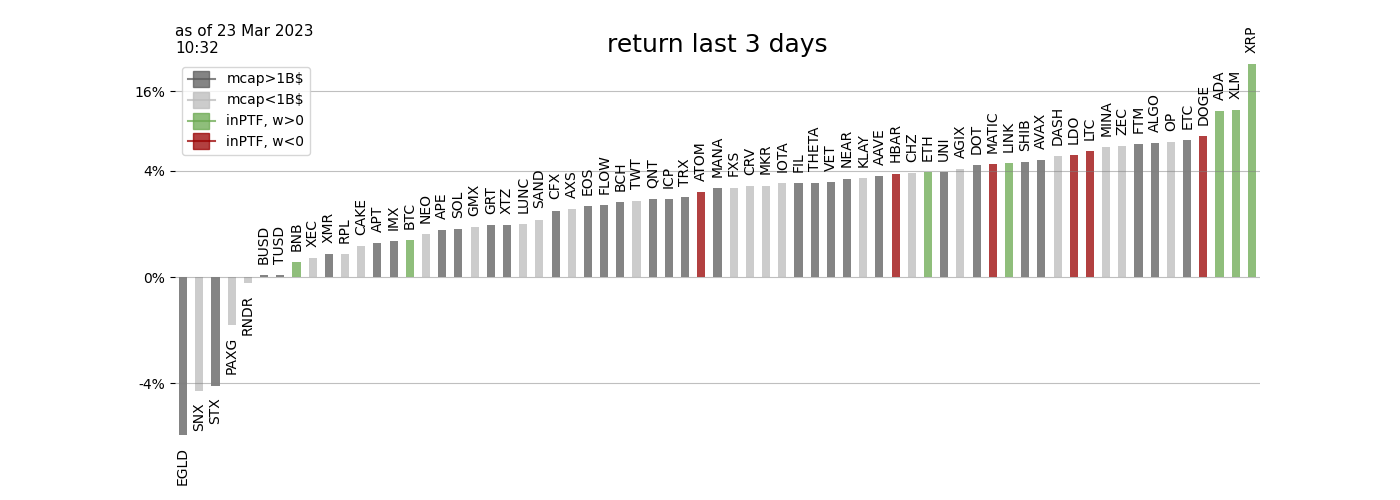 as of 23 Mar 2023
10:32
return last 3 days
mcap>1B$
mcap<1B$
inPTF, w>0
inPTF, w<0
16%
4%
0%
-4%
EGLD
SNX
STX
PAXG
RNDR
BUSD
TUSD
BNB
XEC
XMR
RPL
CAKE
APT
IMX
BTC
NEO
APE
SOL
GMX
GRT
XTZ
LUNC
SAND
CFX
AXS
EOS
FLOW
BCH
TWT
QNT
ICP
TRX
ATOM
MANA
FXS
CRV
MKR
IOTA
FIL
THETA
VET
NEAR
KLAY
AAVE
HBAR
CHZ
ETH
UNI
AGIX
DOT
MATIC
LINK
SHIB
AVAX
DASH
LDO
LTC
MINA
ZEC
FTM
ALGO
OP
ETC
DOGE
ADA
XLM
XRP